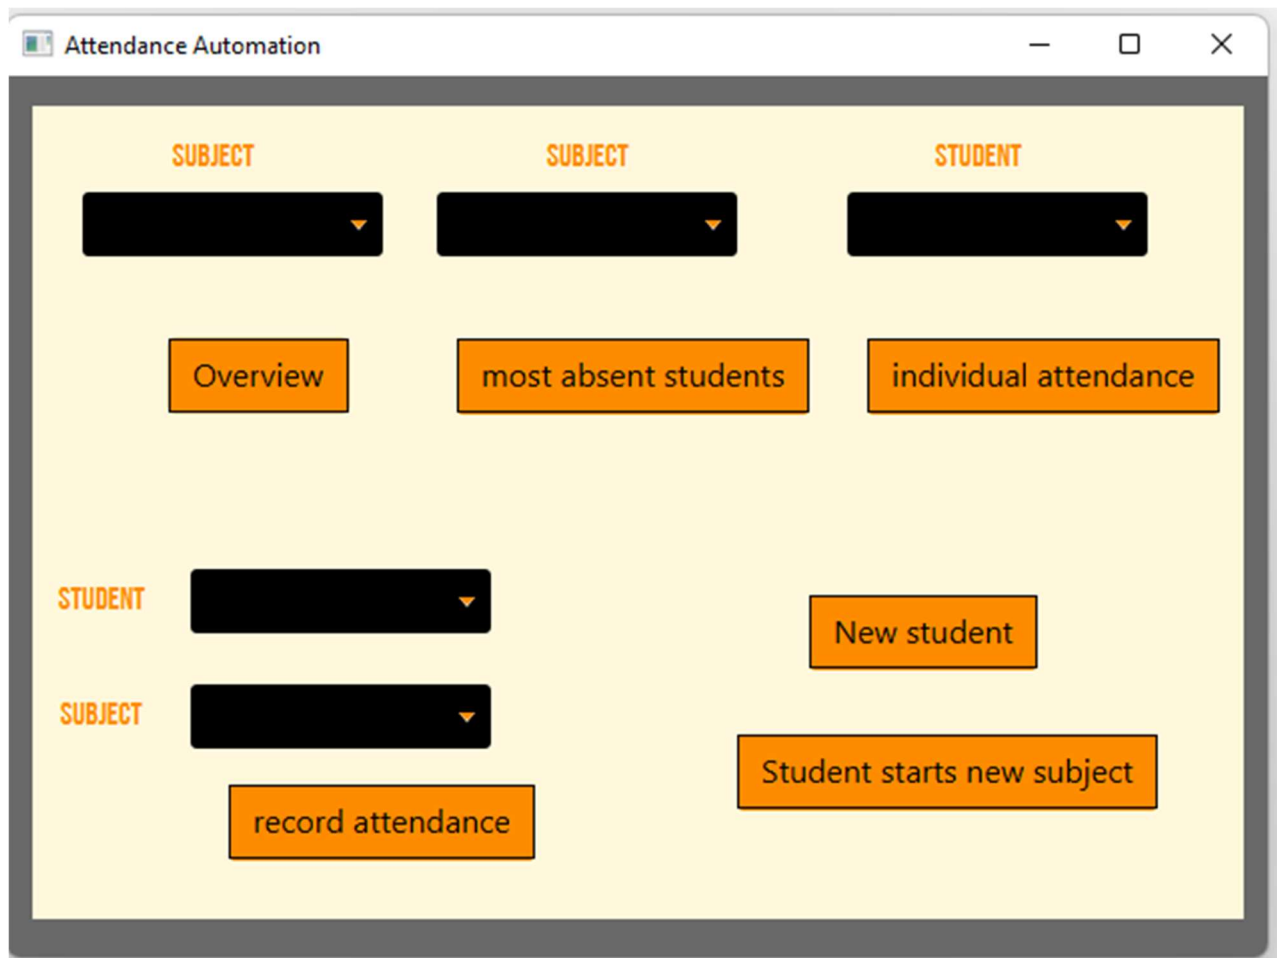 Attendance Automation
SUBJECT
SUBJECT
STUDENT
Overview
most absent students
individual attendance
STUDENT
New student
SUBJECT
Student starts new subject
record attendance